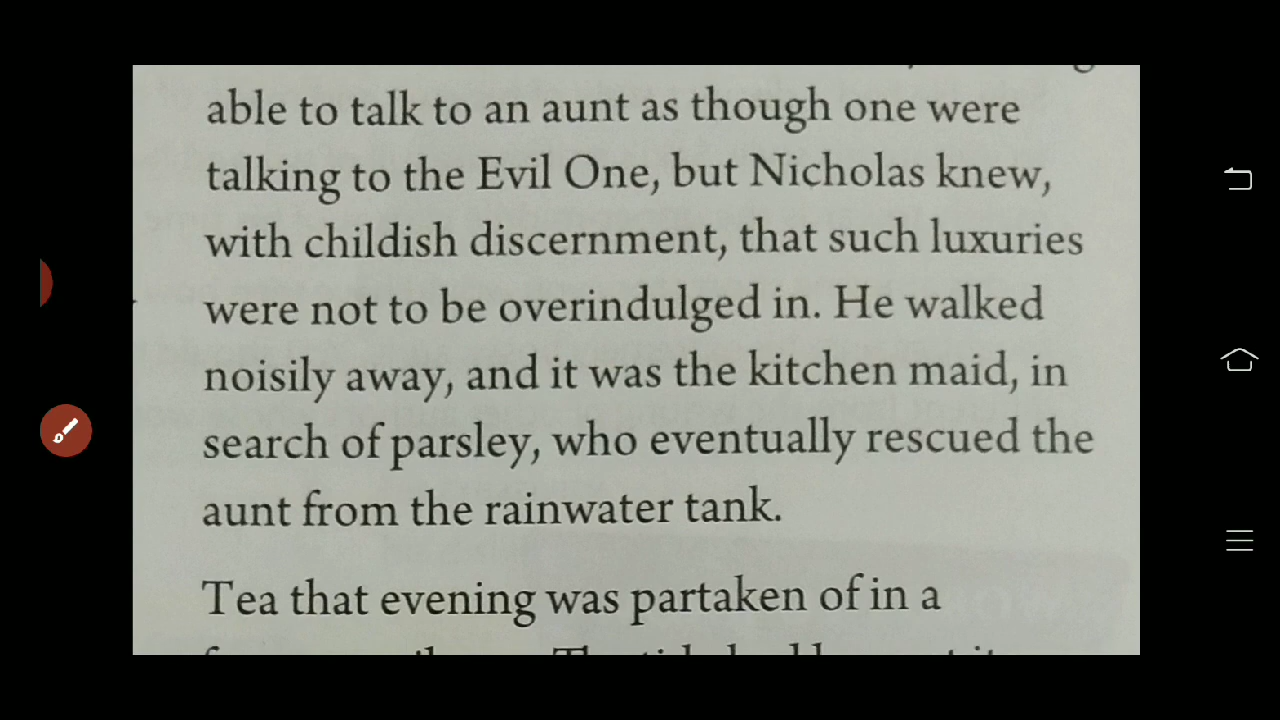 able to talk to an aunt as though one were
talking to the Evil One, but Nicholas knew,
with childish discernment, that such luxuries
were not to be overindulged in. He walked
noisily away, and it was the kitchen maid, in
search of parsley, who eventually rescued the
aunt from the rainwater tank.
Tea that evening was partaken of in a